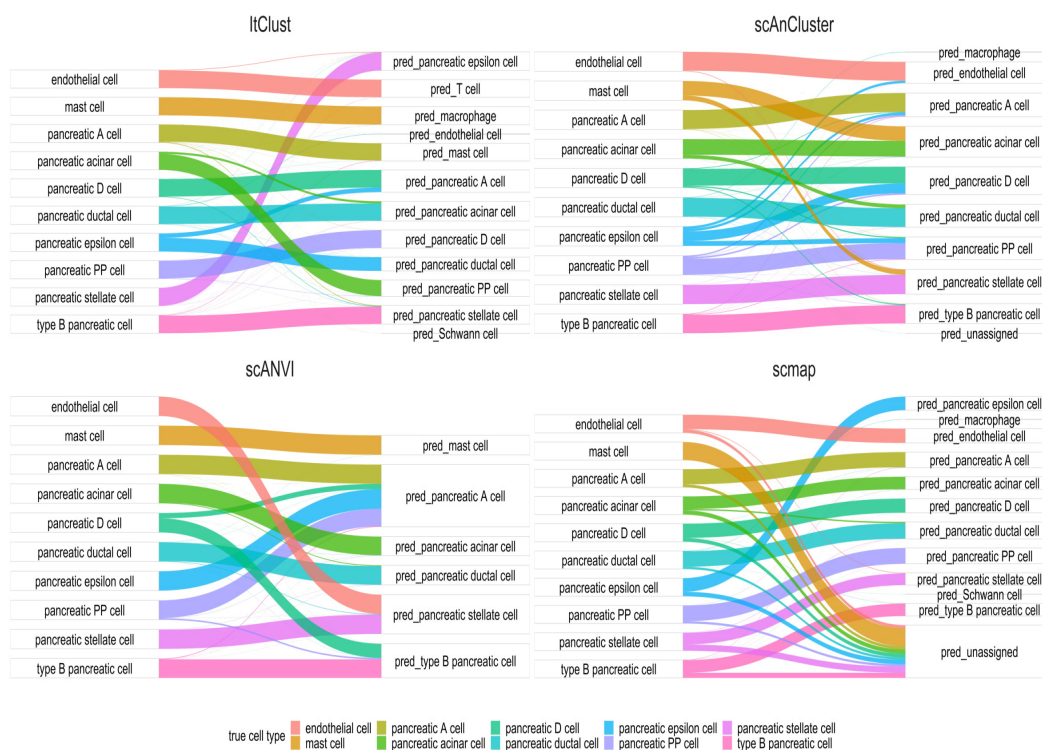 ItClust
endothelial cell
mast cell
pancreatic A cell
pancreatic acinar cell
pancreatic D cell
pancreatic ductal cell
pancreatic epsilon cell
pancreatic PP cell
pancreatic stellate cell
type B pancreatic cell
pred_pancreatic epsilon cell
pred_T cell
pred_macrophage
pred_endothelial cell
pred_mast cell
pred_pancreatic A cell
pred_pancreatic acinar cell
pred_pancreatic D cell
pred_pancreatic ductal cell
pred_pancreatic PP cell
pred_pancreatic stellate cell
pred_Schwann cell
scAnCluster
endothelial cell
mast cell
pancreatic A cell
pancreatic acinar cell
pancreatic D cell
pancreatic ductal cell
pancreatic epsilon cell
pancreatic PP cell
pancreatic stellate cell
type B pancreatic cell
pred_macrophage
pred_endothelial cell
pred_pancreatic A cell
pred_pancreatic acinar cell
pred_pancreatic D cell
pred_pancreatic ductal cell
pred_pancreatic PP cell
pred_pancreatic stellate cell
pred_type B pancreatic cell
pred_unassigned
scANVI
endothelial cell
mast cell
pancreatic A cell
pancreatic acinar cell
pancreatic D cell
pancreatic ductal cell
pancreatic epsilon cell
pancreatic PP cell
pancreatic stellate cell
type B pancreatic cell
pred_mast cell
pred_pancreatic A cell
pred_pancreatic acinar cell
pred_pancreatic ductal cell
pred_pancreatic stellate cell
pred_type B pancreatic cell
scmap
endothelial cell
mast cell
pancreatic A cell
pancreatic acinar cell
pancreatic D cell
pancreatic ductal cell
pancreatic epsilon cell
pancreatic PP cell
pancreatic stellate cell
type B pancreatic cell
pred_pancreatic epsilon cell
pred_macrophage
pred_endothelial cell
pred_pancreatic A cell
pred_pancreatic acinar cell
pred_pancreatic D cell
pred_pancreatic ductal cell
pred_pancreatic PP cell
pred_pancreatic stellate cell
pred_Schwann cell
pred_type B pancreatic cell
pred_unassigned
true cell type
endothelial cell pancreatic A cell pancreatic D cell pancreatic epsilon cell pancreatic stellate cell
mast cell pancreatic acinar cell pancreatic ductal cell pancreatic PP cell type B pancreatic cell